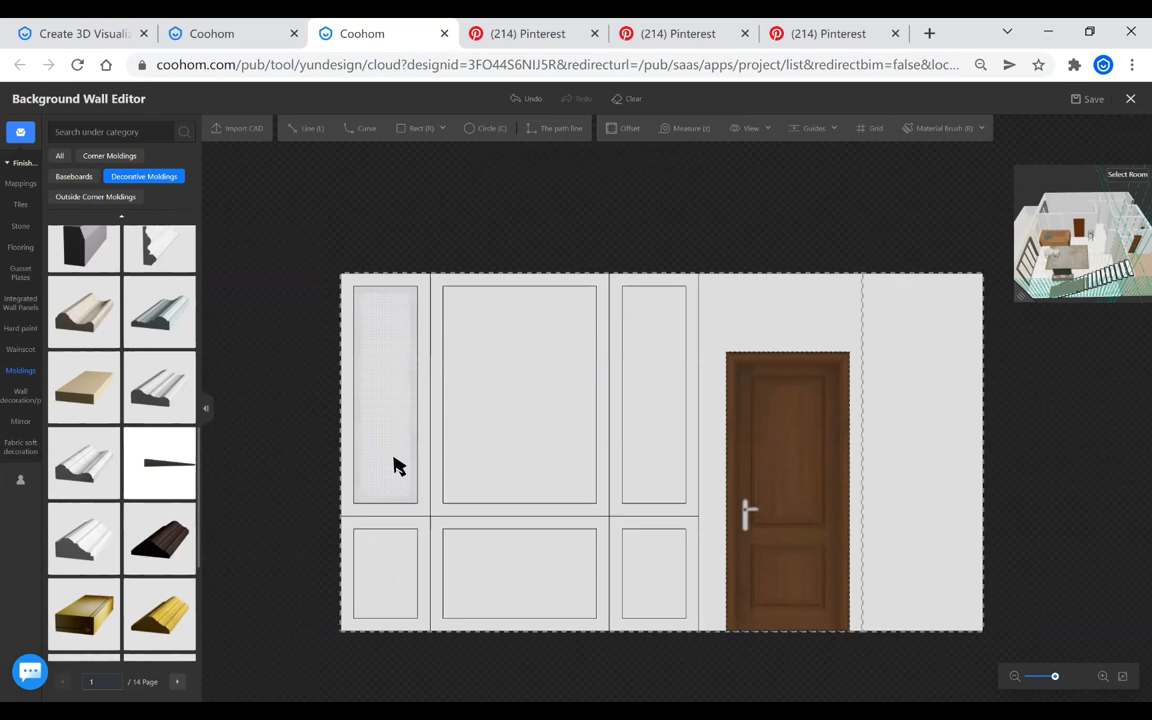 Create 3D Visualiz
Coohom
Coohom
(214) Pinterest
(214) Pinterest
(214) Pinterest
coohom.com/pub/tool/yundesign/cloud?designid=3FO44S6NIJ5R&redirecturl=/pub/saas/apps/project/list&redirectbim=false&loc...
Background Wall Editor
Undo
Redo
Clear
Save
Search under category
Import CAD
Line (L)
Curve
Rect (R)
Circle (C)
The path line
Offset
Measure (z)
View
Guides
Grid
Material Brush (B)
All
Corner Moldings
Baseboards
Decorative Moldings
Outside Corner Moldings
Finish...
Mappings
Tiles
Stone
Flooring
Gusset
Plates
Integrated
Wall Panels
Hard paint
Wainscot
Moldings
Wall
decoration/p
Mirror
Fabric soft
decoration
Select Room
1
/ 14 Page